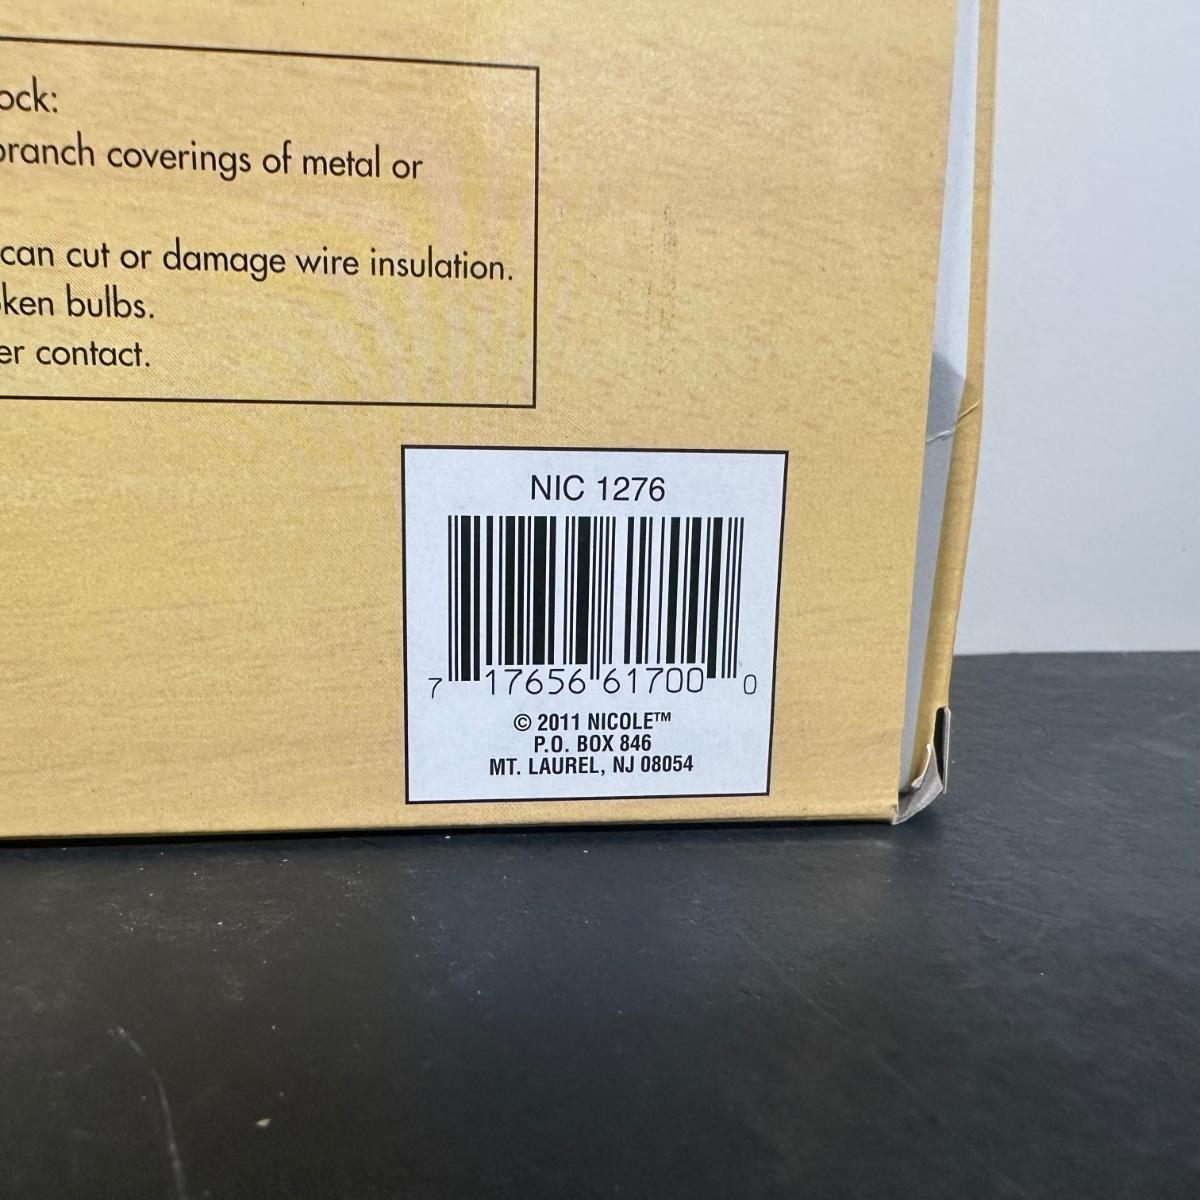 ock:
branch coverings of metal or
can cut or damage wire insulation.
ken bulbs.
er contact.
NIC 1276
7 17656 61700 0
© 2011 NICOLE™
P.O. BOX 846
MT. LAUREL, NJ 08054